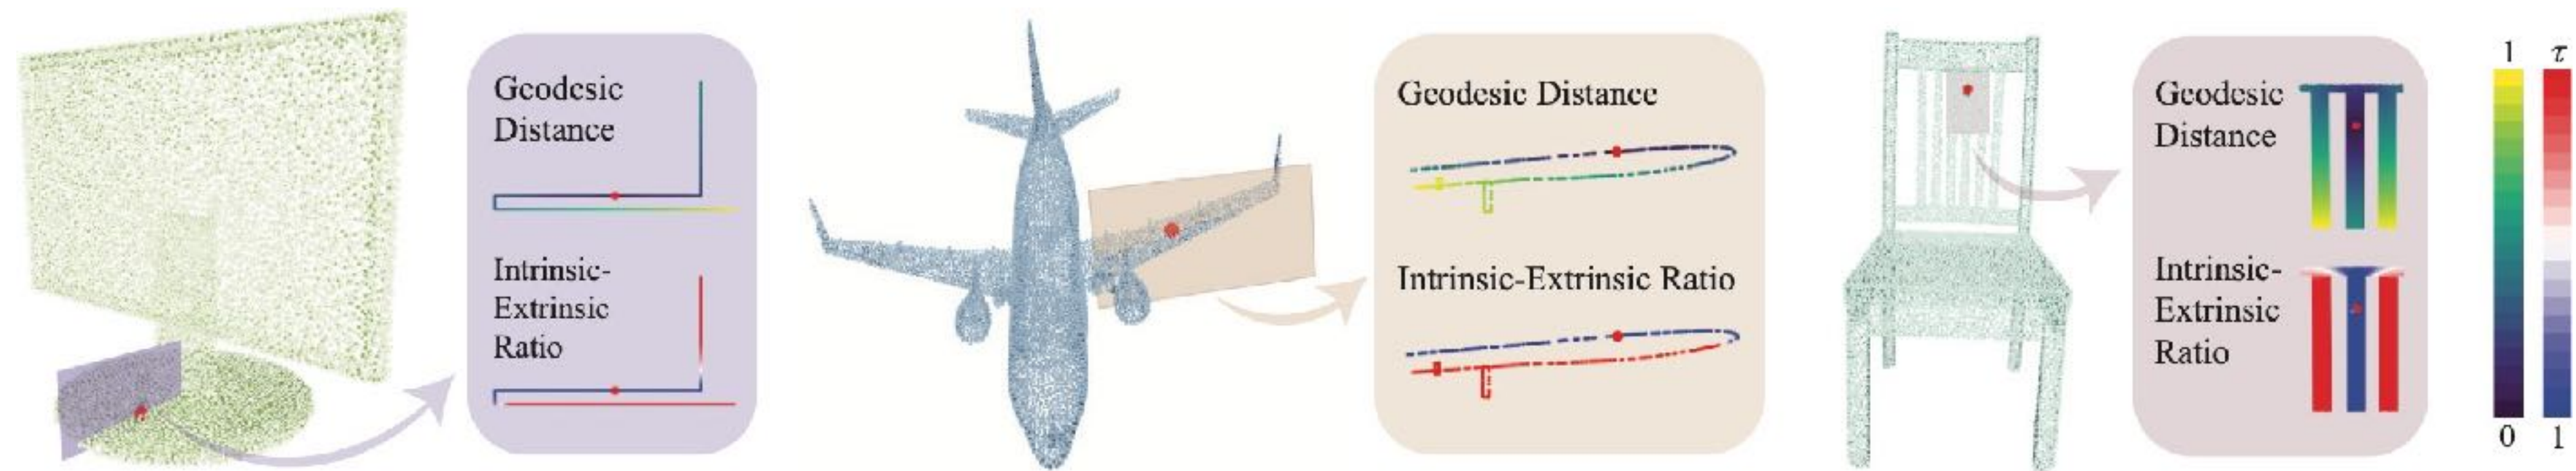 Geodesic
Distance
Intrinsic-
Extrinsic
Ratio
Geodesic Distance
Intrinsic-Extrinsic Ratio
Geodesic
Distance
Intrinsic-
Extrinsic
Ratio
1 τ
0 1